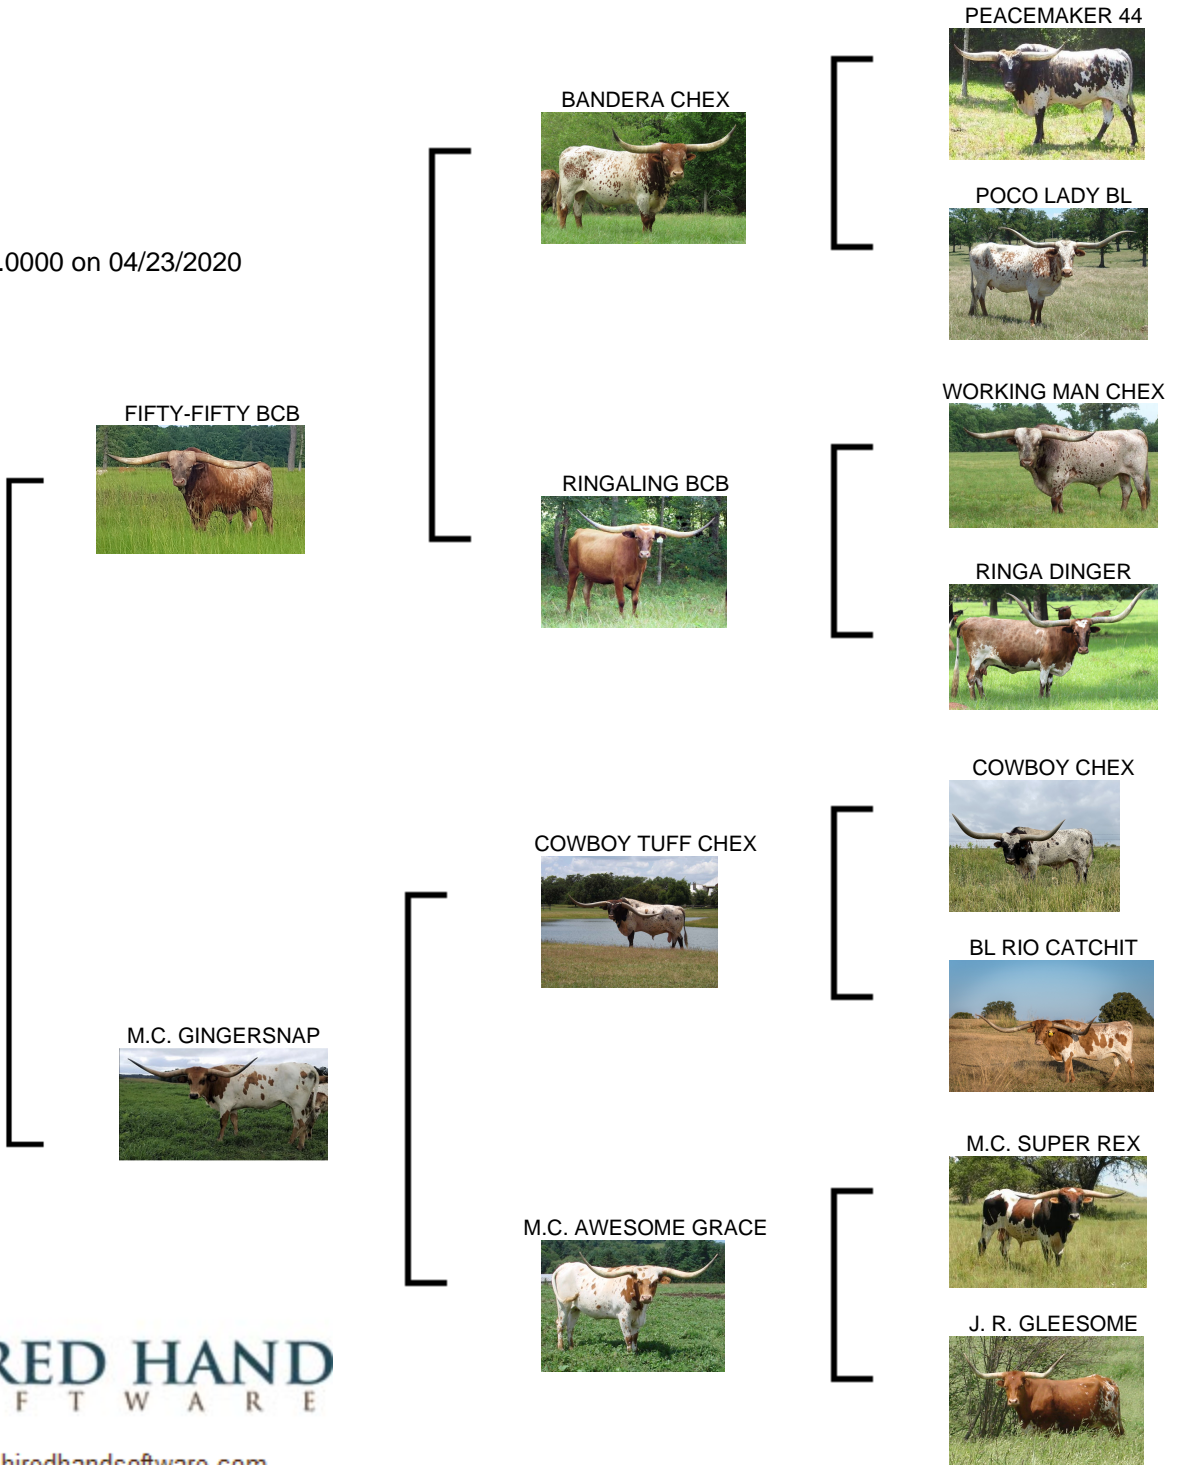 PEACEMAKER 44
BANDERA CHEX
POCO LADY BL
.0000 on 04/23/2020
WORKING MAN CHEX
FIFTY-FIFTY BCB
RINGALING BCB
RINGA DINGER
COWBOY CHEX
COWBOY TUFF CHEX
BL RIO CATCHIT
M.C. GINGERSNAP
M.C. SUPER REX
M.C. AWESOME GRACE
J. R. GLEESOME
RED HAND
F T W A R E
hiredhandsoftware.com